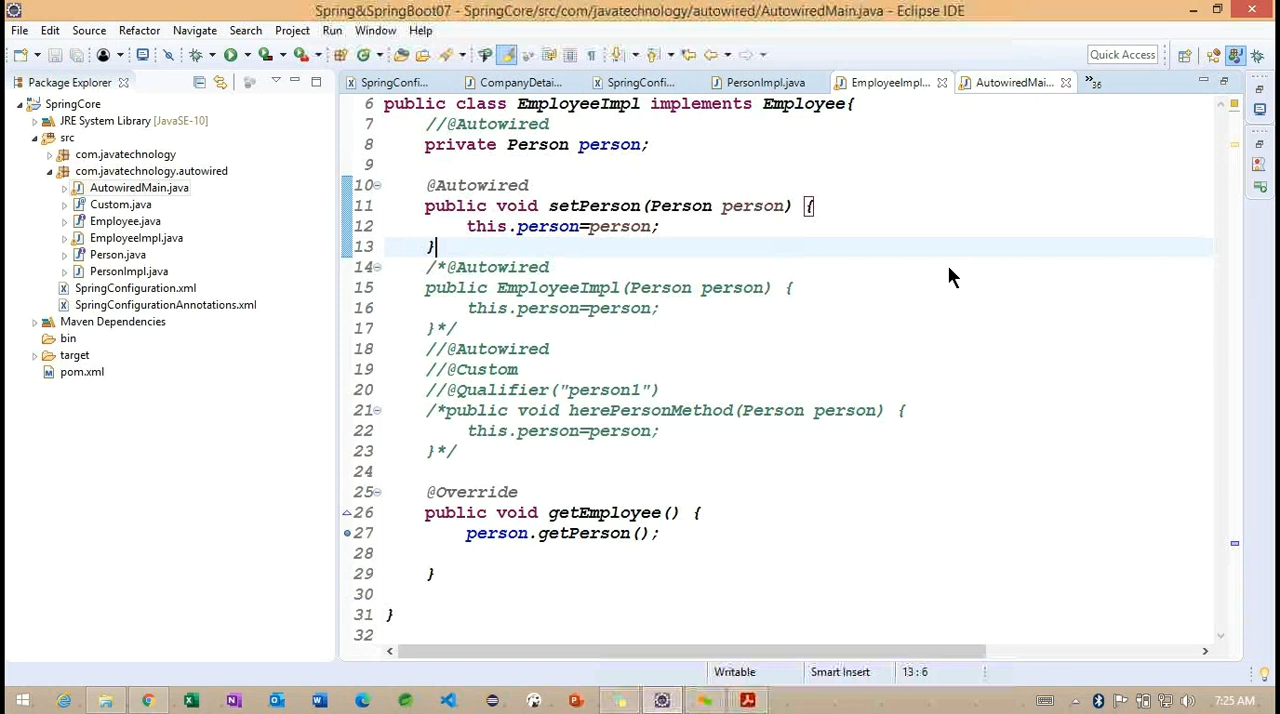 Spring&SpringBoot07 - SpringCore/src/com/javatechnology/autowired/AutowiredMain.java - Eclipse IDE
File Edit Source Refactor Navigate Search Project Run Window Help
Quick Access
Package Explorer
SpringConfi... CompanyDetai... SpringConfi... PersonImpl.java EmployeeImpl... AutowiredMai... »36
SpringCore
JRE System Library [JavaSE-10]
src
com.javatechnology
com.javatechnology.autowired
AutowiredMain.java
Custom.java
Employee.java
EmployeeImpl.java
Person.java
PersonImpl.java
SpringConfiguration.xml
SpringConfigurationAnnotations.xml
Maven Dependencies
bin
target
pom.xml
6 public class EmployeeImpl implements Employee{
7 //@Autowired
8 private Person person;
9
10 @Autowired
11 public void setPerson(Person person) {
12 this.person=person;
13 }
14 /*@Autowired
15 public EmployeeImpl(Person person) {
16 this.person=person;
17 }*/
18 //@Autowired
19 //@Custom
20 //@Qualifier("person1")
21 /*public void herePersonMethod(Person person) {
22 this.person=person;
23 }*/
24
25 @Override
26 public void getEmployee() {
27 person.getPerson();
28
29 }
30
31 }
32
Writable Smart Insert 13 : 6
7:25 AM